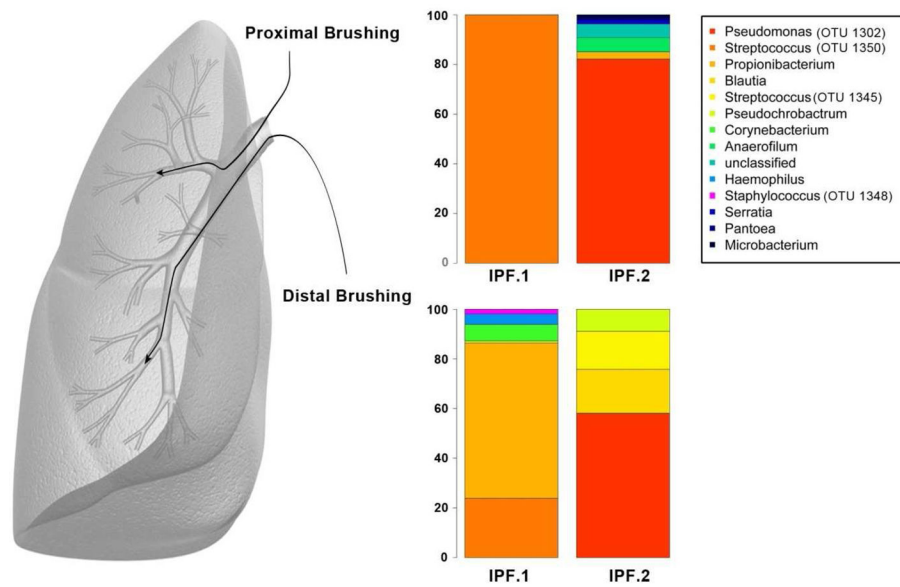 Proximal Brushing
Distal Brushing
100
80
60
40
20
0
IPF.1
IPF.2
Pseudomonas (OTU 1302)
Streptococcus (OTU 1350)
Propionibacterium
Blautia
Streptococcus (OTU 1345)
Pseudochrobactrum
Corynebacterium
Anaerofilum
unclassified
Haemophilus
Staphylococcus (OTU 1348)
Serratia
Pantoea
Microbacterium
100
80
60
40
20
0
IPF.1
IPF.2